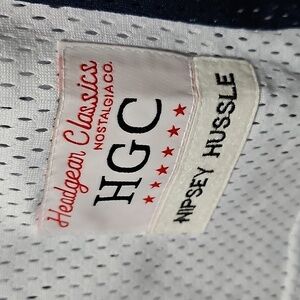 Headgear Classics
NOSTALGIA CO.
HGC
NIPSEY HUSSLE